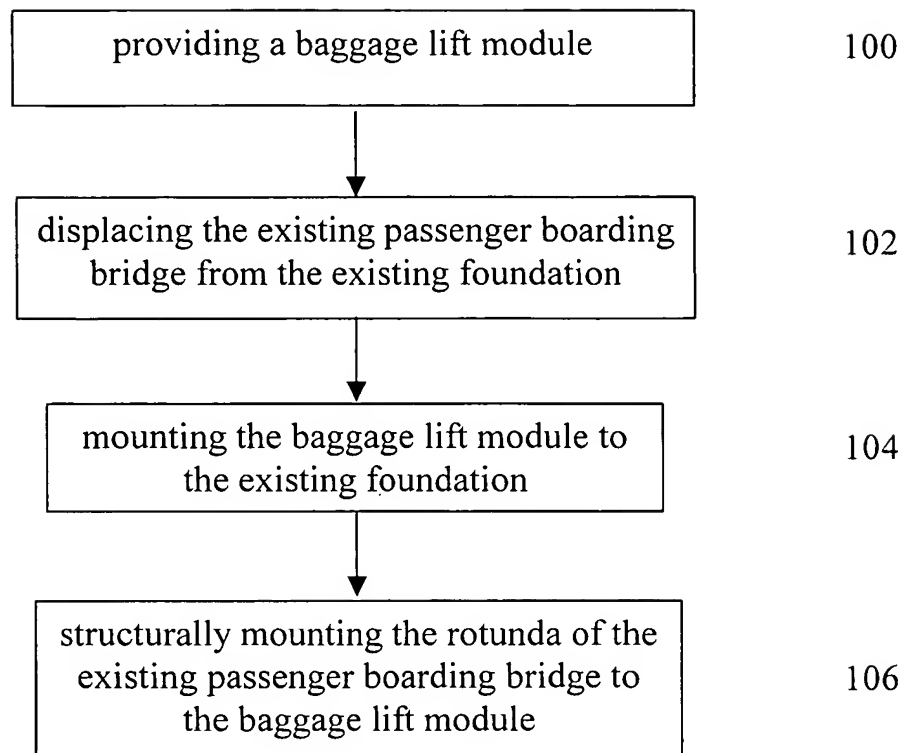 providing a baggage lift module 100
displacing the existing passenger boarding
bridge from the existing foundation
102
mounting the baggage lift module to
the existing foundation
104
structurally mounting the rotunda of the
existing passenger boarding bridge to
the baggage lift module
106